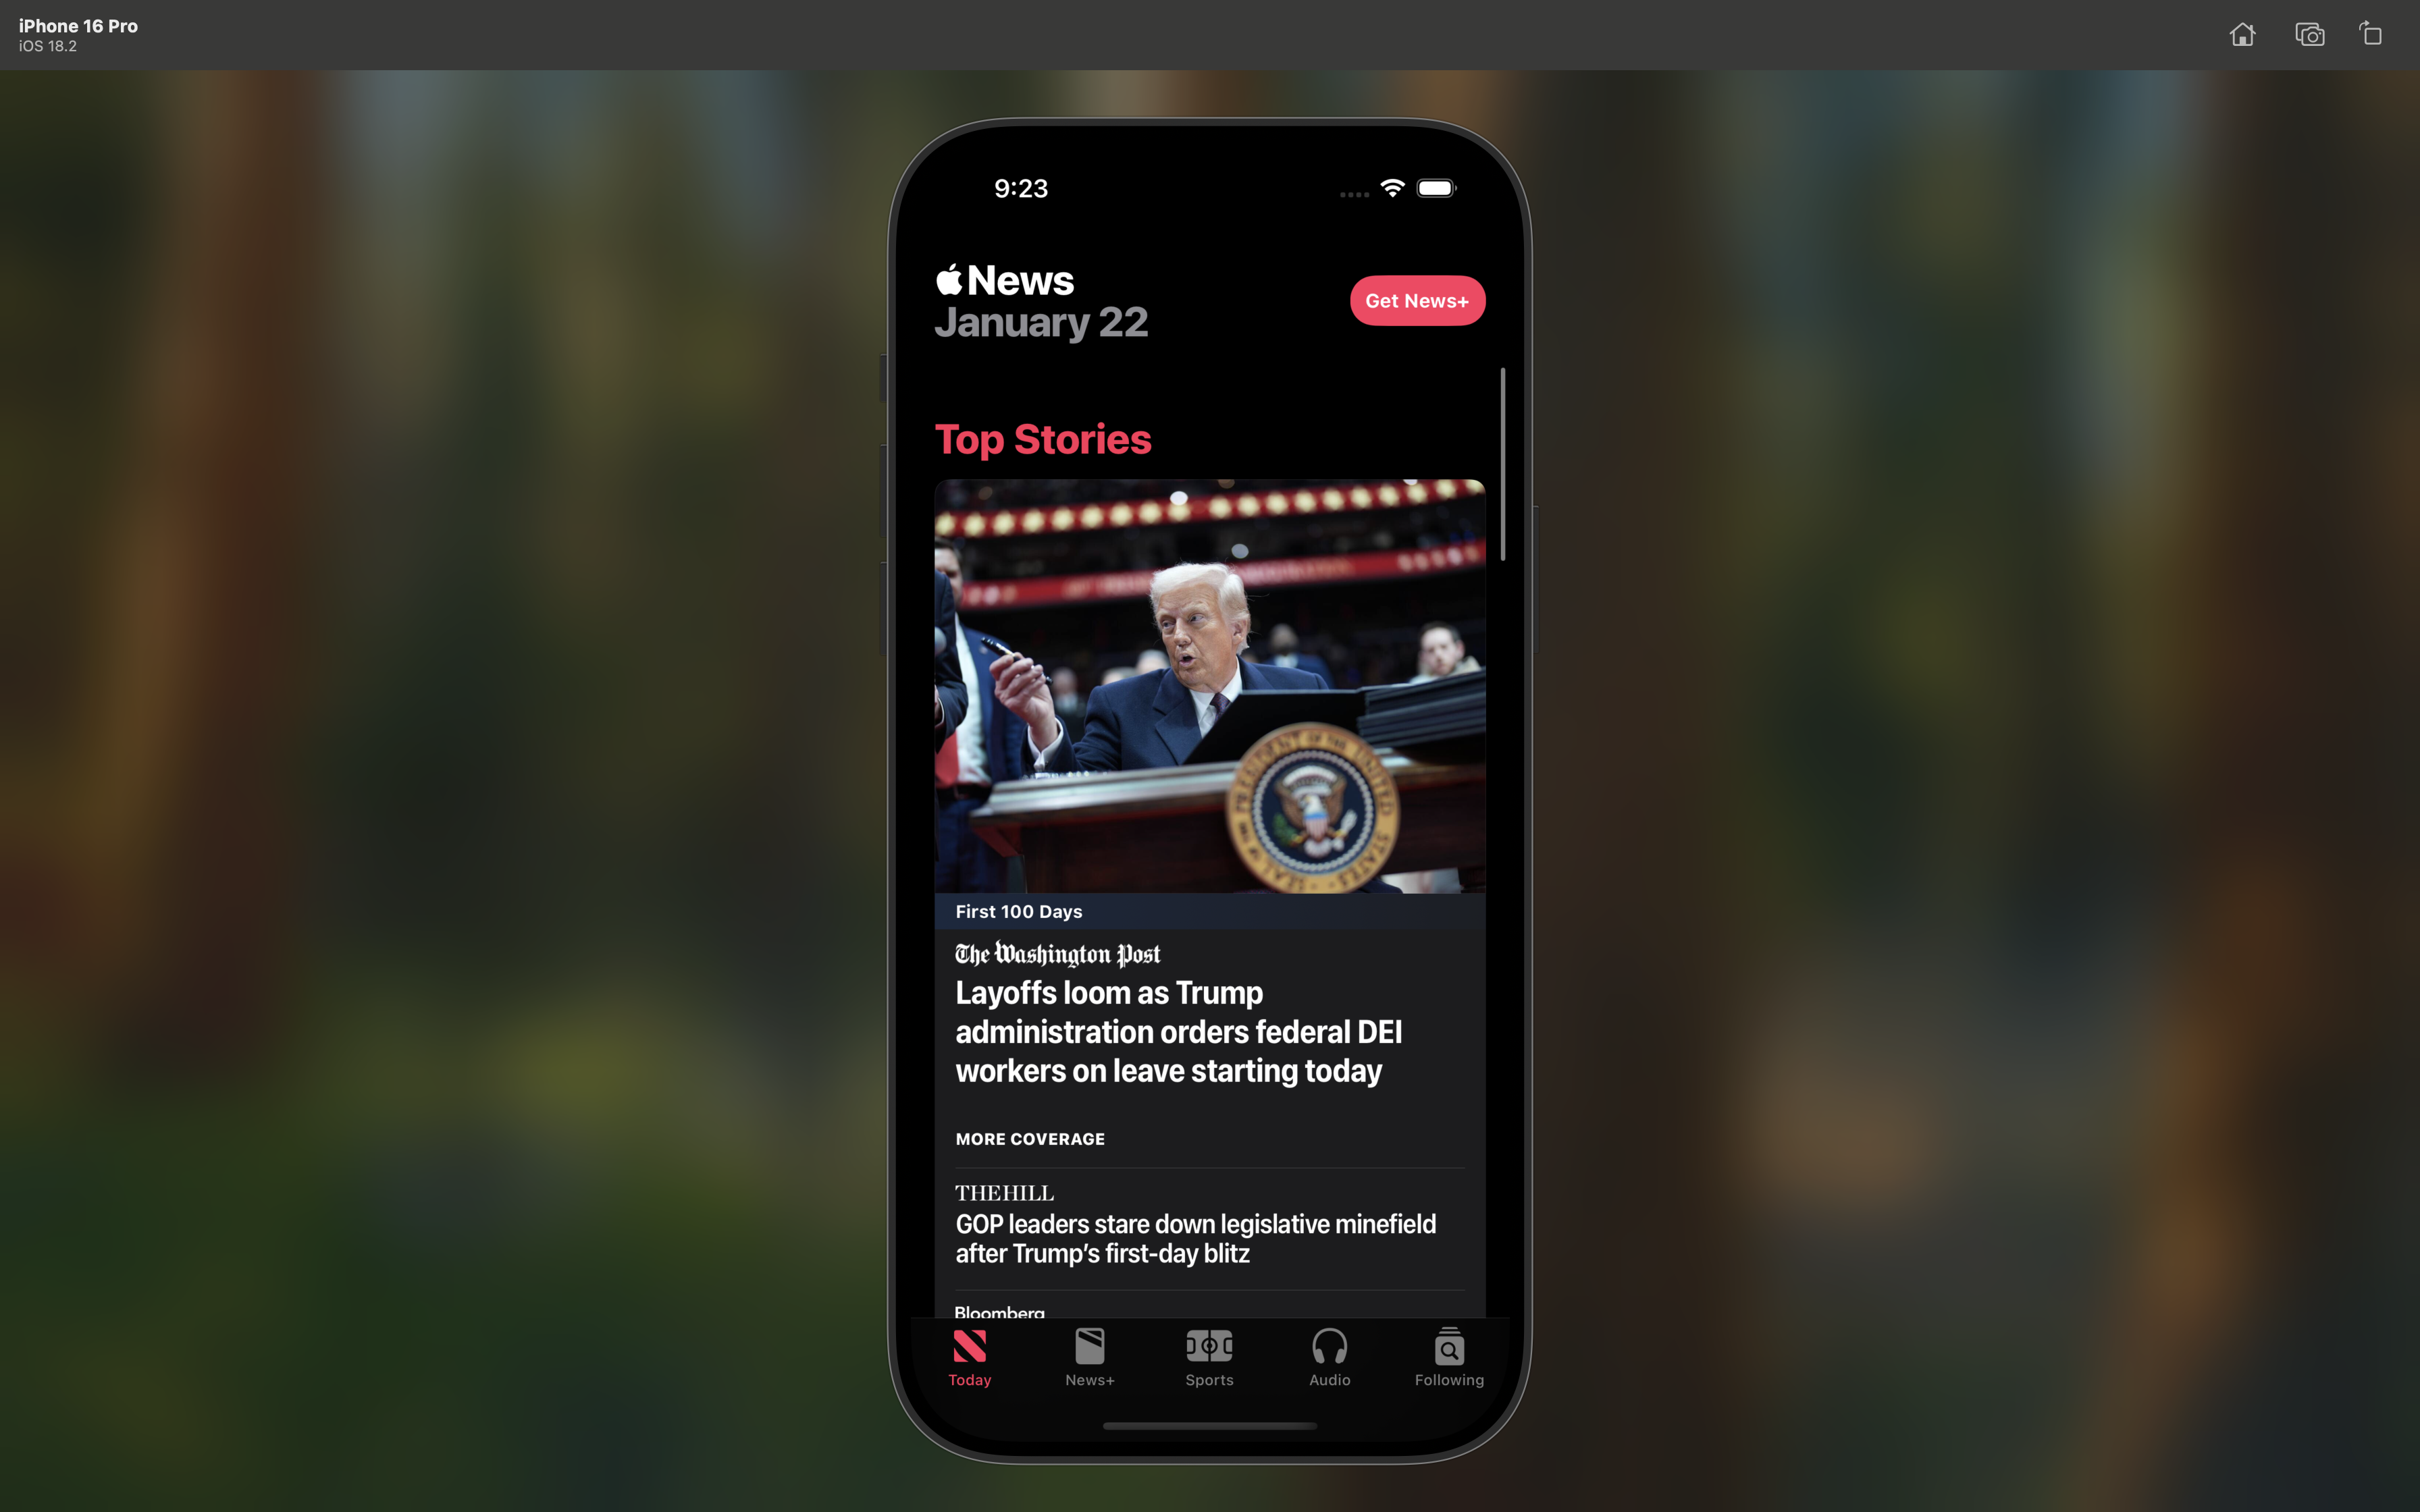 iPhone 16 Pro
iOS 18.2
9:23
News
January 22
Get News+
Top Stories
First 100 Days
The Washington Post
Layoffs loom as Trump
administration orders federal DEI
workers on leave starting today
MORE COVERAGE
THE HILL
GOP leaders stare down legislative minefield
after Trump’s first-day blitz
Bloomberg
Today
News+
Sports
Audio
Following